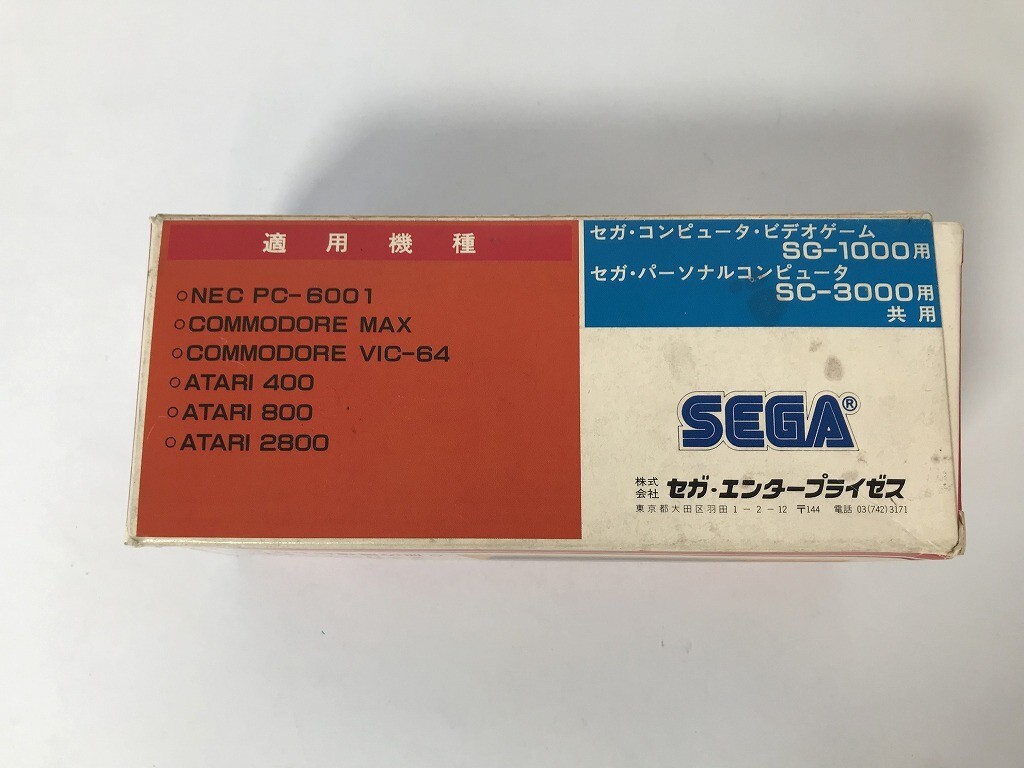 適用機種
○NEC PC-6001
○COMMODORE MAX
○COMMODORE VIC-64
○ATARI 400
○ATARI 800
○ATARI 2800
セガ・コンピュータ・ビデオゲーム
SG-1000用
セガ・パーソナルコンピュータ
SC-3000用
共用
SEGA®
株式会社 セガ・エンタープライゼス
東京都大田区羽田1-2-12 〒144 電話 03(742)3171